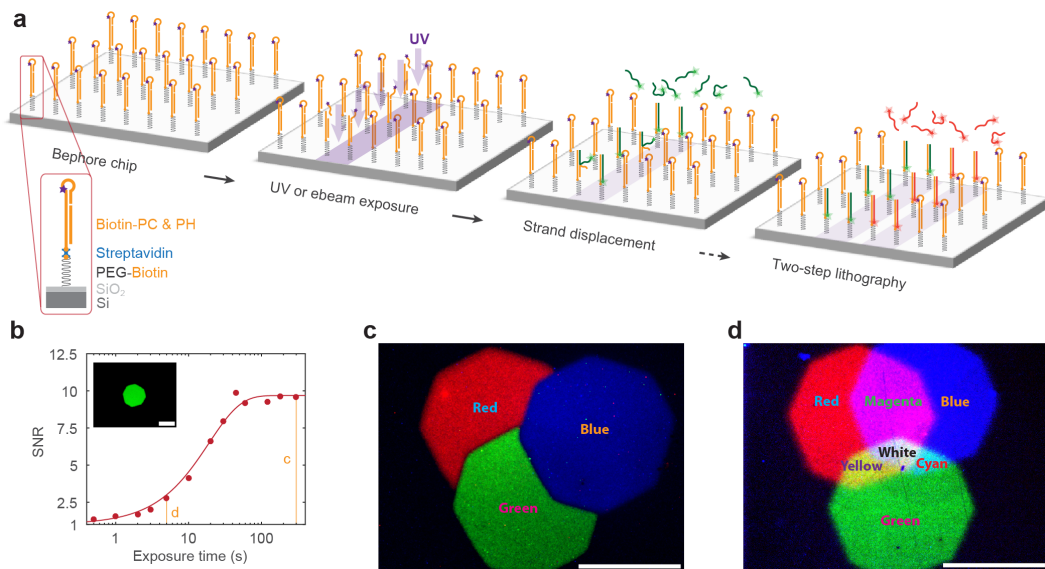 a
UV
Bephore chip
UV or ebeam exposure
Strand displacement
Two-step lithography
Biotin-PC & PH
Streptavidin
PEG-Biotin
SiO₂
Si
b
12.5
10
7.5
5
2.5
1
SNR
c
d
1
10
100
Exposure time (s)
c
Red
Blue
Green
d
Red
Magenta
Blue
White
Yellow
Cyan
Green